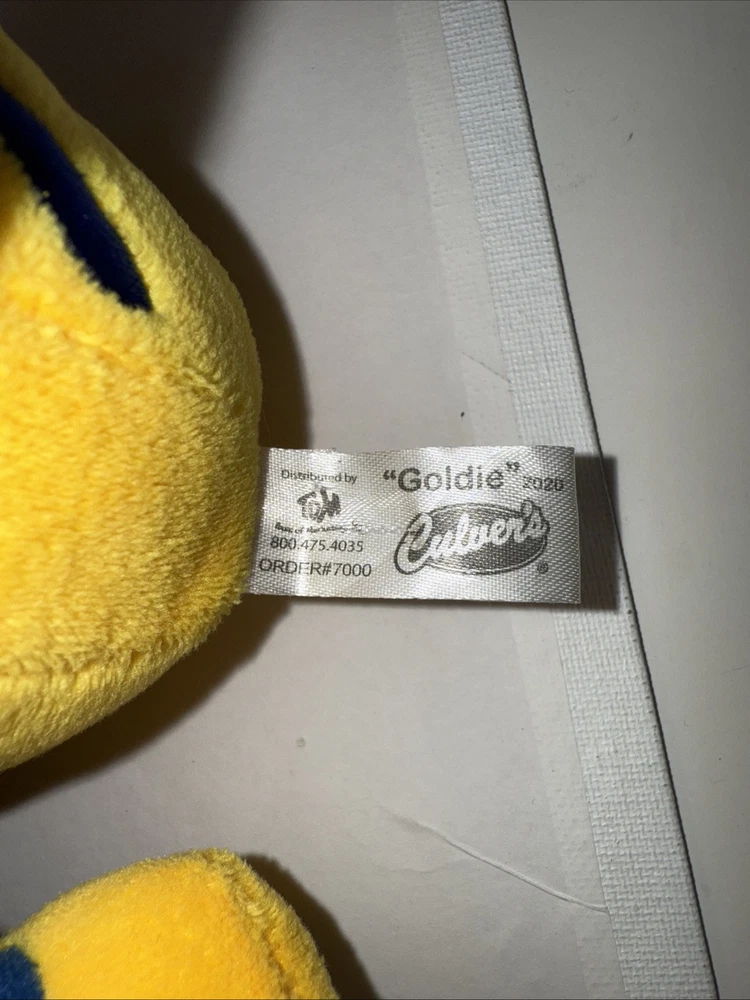 Distributed by
800.475.4035
ORDER#7000
“Goldie” 2020
Culver's®